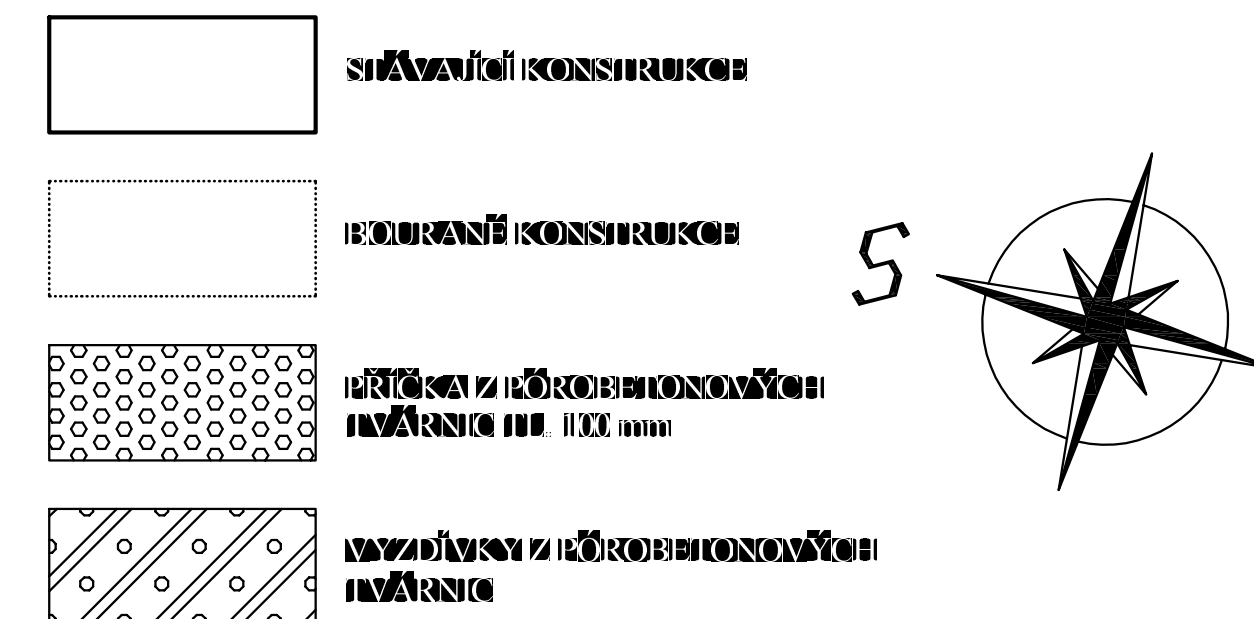 STÁVAJÍCÍ KONSTRUKCE
BOURANÉ KONSTRUKCE
S
PŘÍČKA Z PÓROBETONOVÝCH
TVÁRNIC TL. 100 mm
VYZDÍVKY Z PÓROBETONOVÝCH
TVÁRNIC